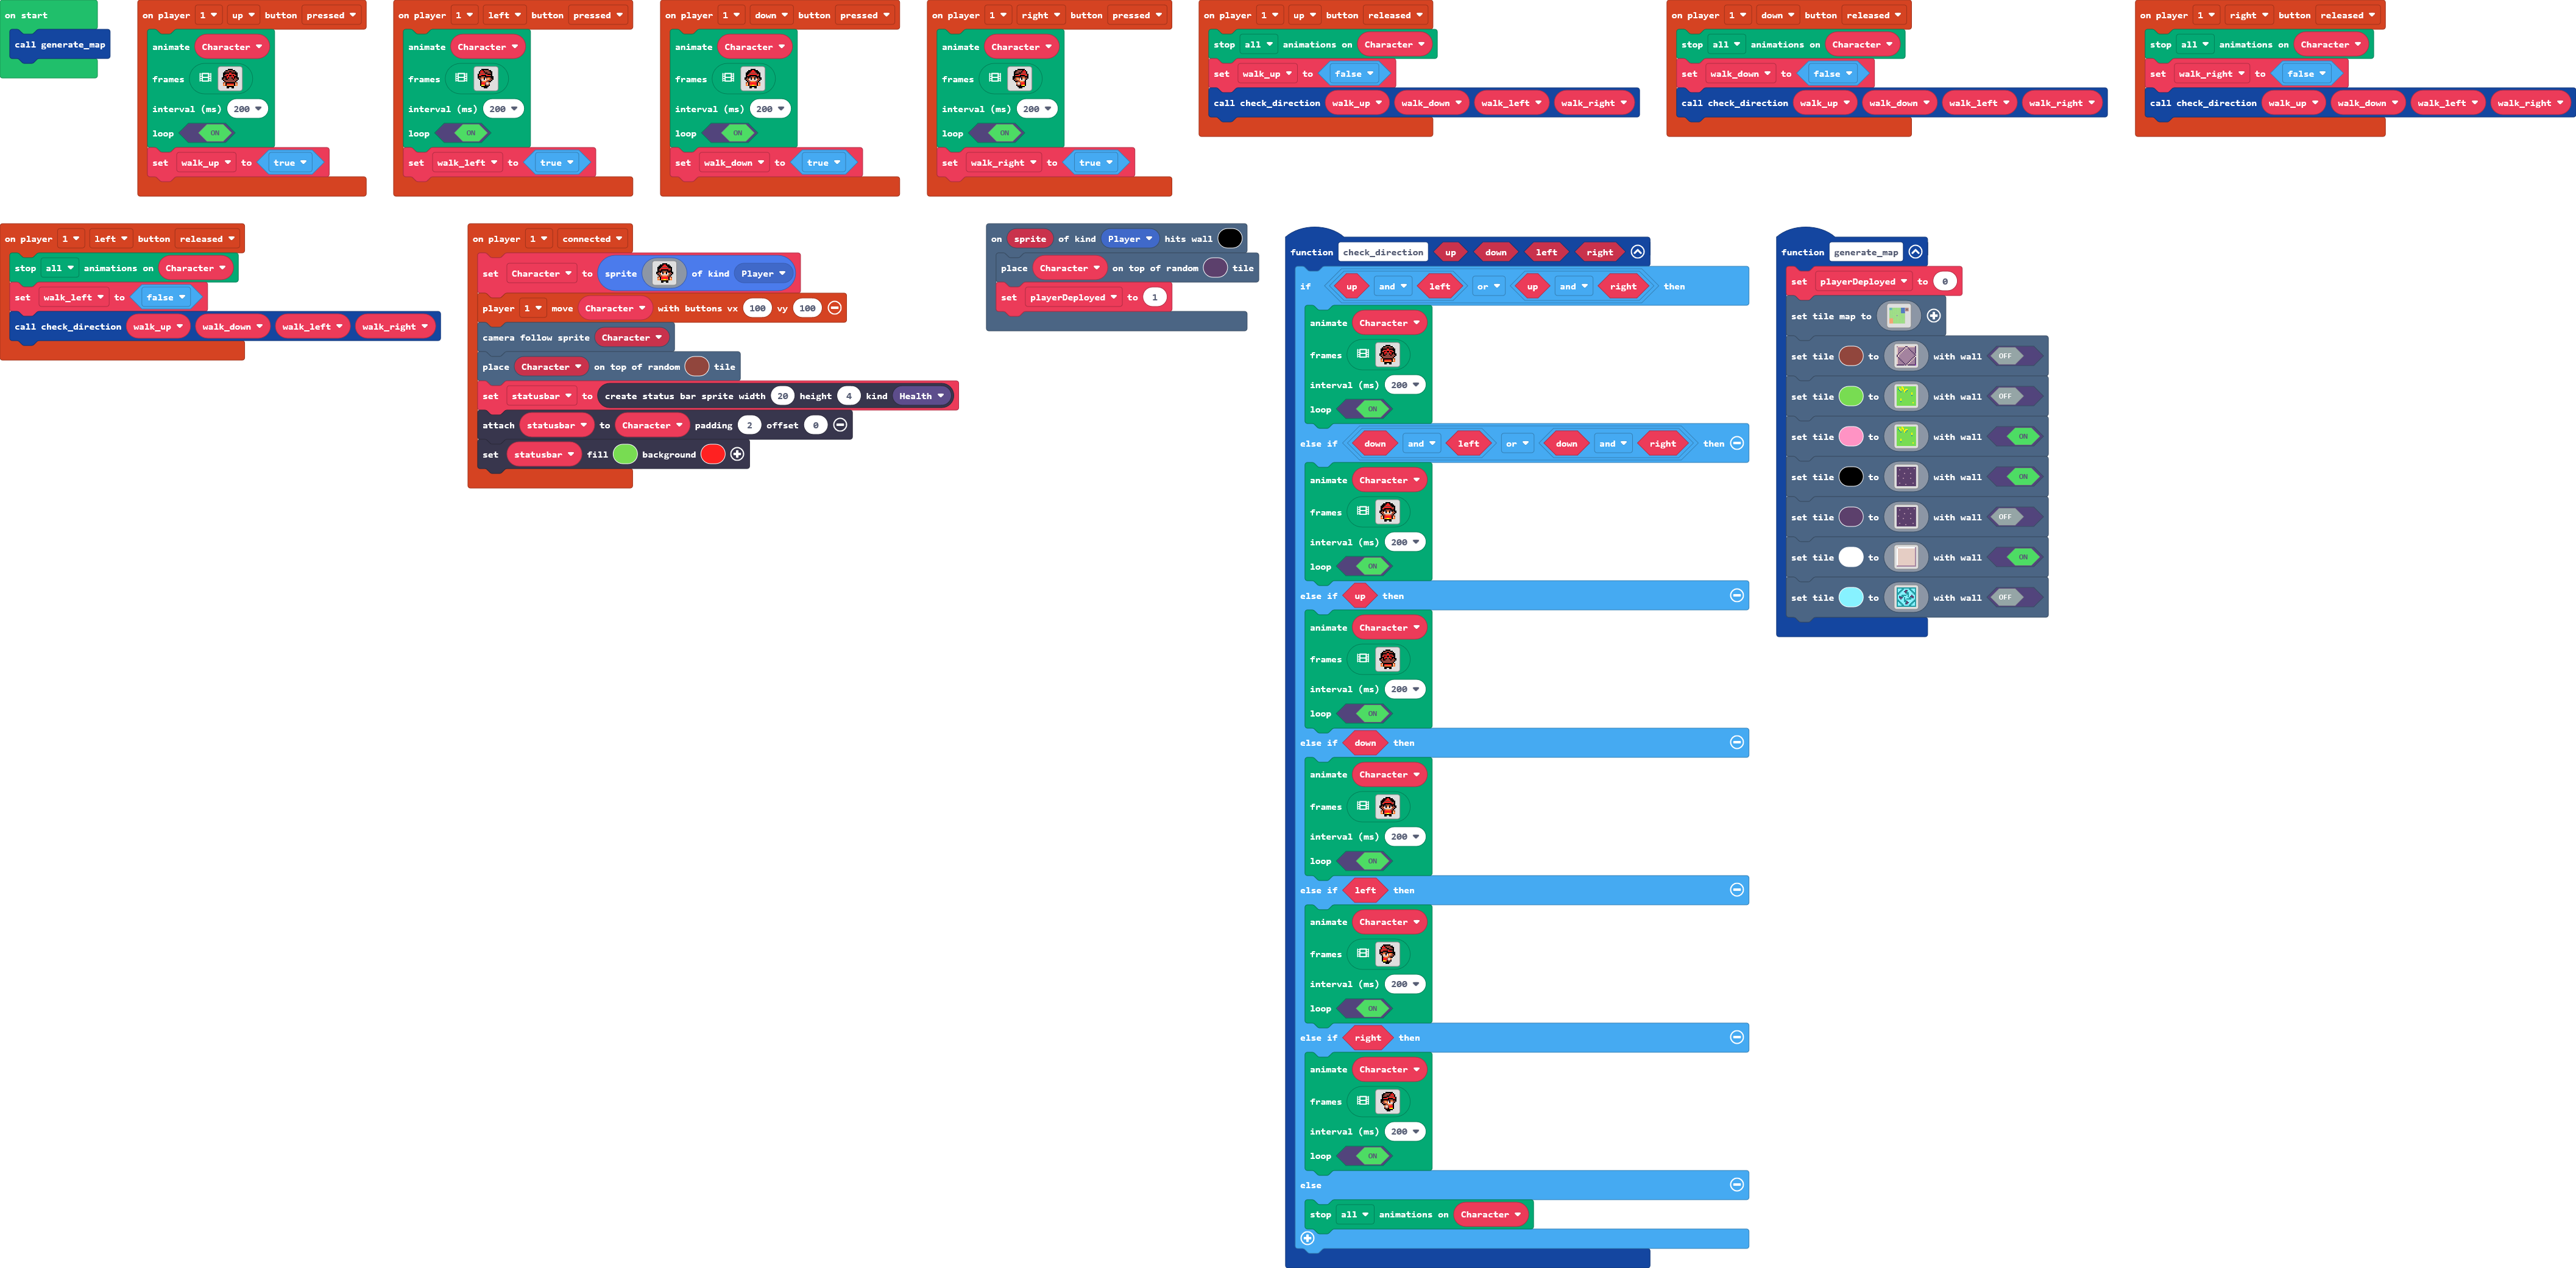 on start
call generate_map
on player 1 up button pressed
animate Character
frames
interval (ms) 200
loop ON
set walk_up to true
on player 1 left button pressed
animate Character
frames
interval (ms) 200
loop ON
set walk_left to true
on player 1 down button pressed
animate Character
frames
interval (ms) 200
loop ON
set walk_down to true
on player 1 right button pressed
animate Character
frames
interval (ms) 200
loop ON
set walk_right to true
on player 1 up button released
stop all animations on Character
set walk_up to false
call check_direction walk_up walk_down walk_left walk_right
on player 1 down button released
stop all animations on Character
set walk_down to false
call check_direction walk_up walk_down walk_left walk_right
on player 1 right button released
stop all animations on Character
set walk_right to false
call check_direction walk_up walk_down walk_left walk_right
on player 1 left button released
stop all animations on Character
set walk_left to false
call check_direction walk_up walk_down walk_left walk_right
on player 1 connected
set Character to sprite of kind Player
player 1 move Character with buttons vx 100 vy 100
camera follow sprite Character
place Character on top of random tile
set statusbar to create status bar sprite width 20 height 4 kind Health
attach statusbar to Character padding 2 offset 0
set statusbar fill background
on sprite of kind Player hits wall
place Character on top of random tile
set playerDeployed to 1
function check_direction up down left right
if up and left or up and right then
animate Character
frames
interval (ms) 200
loop ON
else if down and left or down and right then
animate Character
frames
interval (ms) 200
loop ON
else if up then
animate Character
frames
interval (ms) 200
loop ON
else if down then
animate Character
frames
interval (ms) 200
loop ON
else if left then
animate Character
frames
interval (ms) 200
loop ON
else if right then
animate Character
frames
interval (ms) 200
loop ON
else
stop all animations on Character
function generate_map
set playerDeployed to 0
set tile map to
set tile to with wall OFF
set tile to with wall OFF
set tile to with wall ON
set tile to with wall ON
set tile to with wall OFF
set tile to with wall ON
set tile to with wall OFF